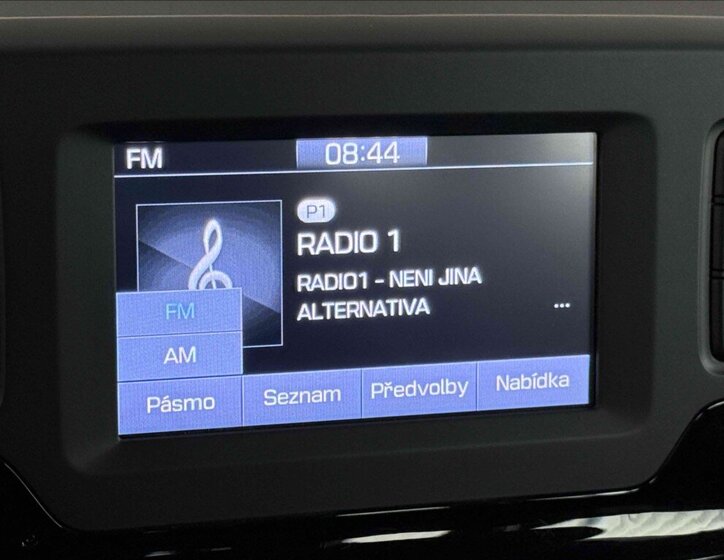 FM
08:44
P1
RADIO 1
RADIO1 - NENI JINA
ALTERNATIVA
...
FM
AM
Pásmo
Seznam
Předvolby
Nabídka